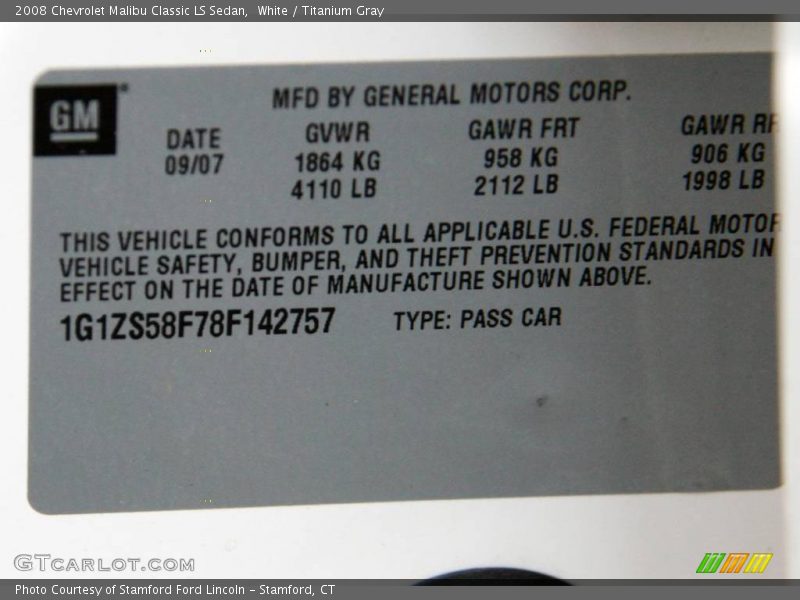 2008 Chevrolet Malibu Classic LS Sedan, White / Titanium Gray
GM
MFD BY GENERAL MOTORS CORP.
DATE GVWR GAWR FRT GAWR RR
09/07 1864 KG 958 KG 906 KG
4110 LB 2112 LB 1998 LB
THIS VEHICLE CONFORMS TO ALL APPLICABLE U.S. FEDERAL MOTOR
VEHICLE SAFETY, BUMPER, AND THEFT PREVENTION STANDARDS IN
EFFECT ON THE DATE OF MANUFACTURE SHOWN ABOVE.
1G1ZS58F78F142757 TYPE: PASS CAR
GTCARLOT.COM
Photo Courtesy of Stamford Ford Lincoln – Stamford, CT